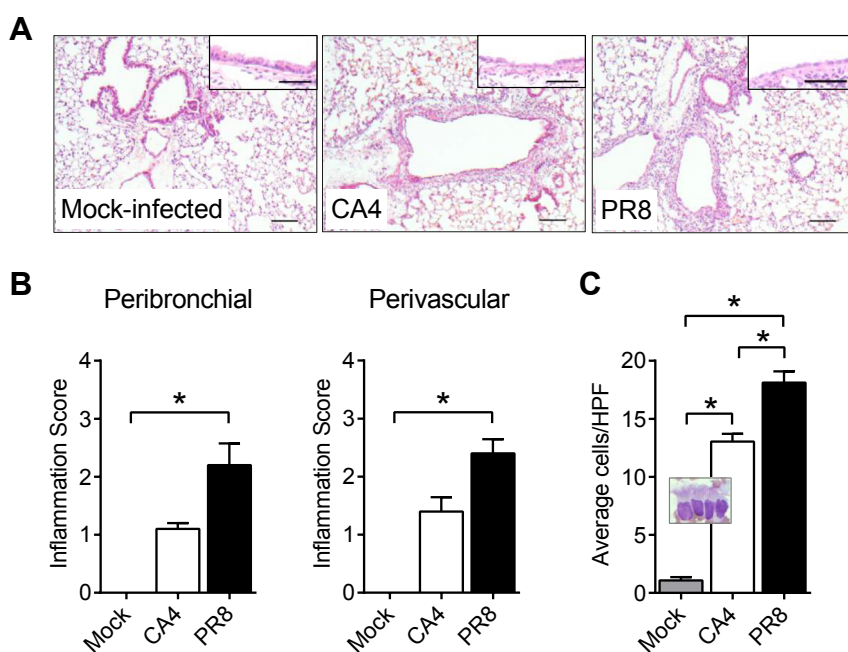 A
Mock-infected
CA4
PR8
B
Peribronchial
Perivascular
C
*
*
*
*
*
Inflammation Score
4
3
2
1
0
Mock
CA4
PR8
Inflammation Score
4
3
2
1
0
Mock
CA4
PR8
Average cells/HPF
20
15
10
5
0
Mock
CA4
PR8